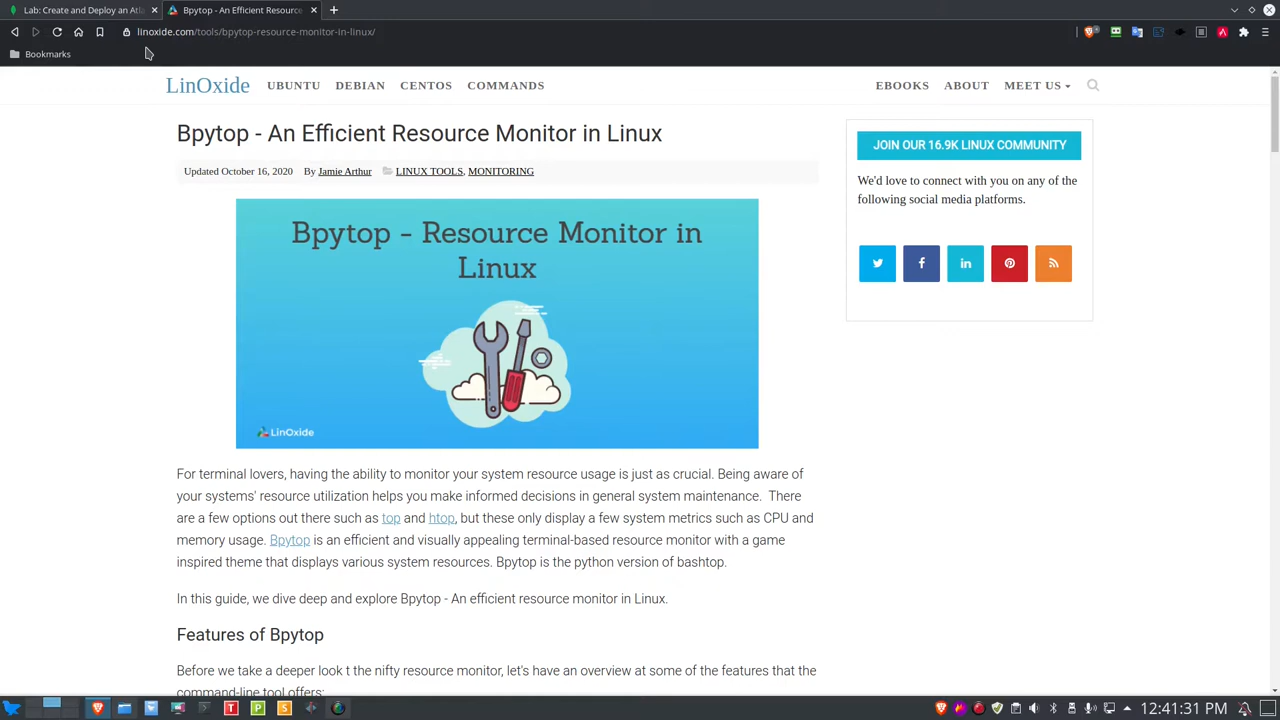 Lab: Create and Deploy an Atla
Bpytop - An Efficient Resource
linoxide.com/tools/bpytop-resource-monitor-in-linux/
Bookmarks
LinOxide
UBUNTU
DEBIAN
CENTOS
COMMANDS
EBOOKS
ABOUT
MEET US
Bpytop - An Efficient Resource Monitor in Linux
Updated October 16, 2020 By Jamie Arthur LINUX TOOLS, MONITORING
Bpytop - Resource Monitor in
Linux
LinOxide
For terminal lovers, having the ability to monitor your system resource usage is just as crucial. Being aware of
your systems' resource utilization helps you make informed decisions in general system maintenance. There
are a few options out there such as top and htop, but these only display a few system metrics such as CPU and
memory usage. Bpytop is an efficient and visually appealing terminal-based resource monitor with a game
inspired theme that displays various system resources. Bpytop is the python version of bashtop.
In this guide, we dive deep and explore Bpytop - An efficient resource monitor in Linux.
Features of Bpytop
Before we take a deeper look t the nifty resource monitor, let's have an overview at some of the features that the
command-line tool offers:
JOIN OUR 16.9K LINUX COMMUNITY
We'd love to connect with you on any of the
following social media platforms.
12:41:31 PM